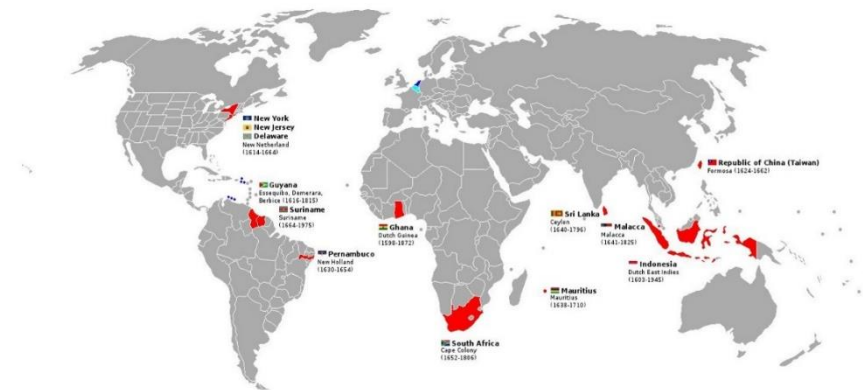 New York
New Jersey
Delaware
New Netherland
(1614-1664)
Guyana
Essequibo, Demerara,
Berbice (1616-1815)
Suriname
Suriname
(1664-1975)
Pernambuco
New Holland
(1630-1654)
Ghana
Dutch Guinea
(1598-1872)
South Africa
Cape Colony
(1652-1806)
Mauritius
Mauritius
(1638-1710)
Sri Lanka
Ceylon
(1640-1796)
Malacca
Malacca
(1641-1825)
Indonesia
Dutch East Indies
(1603-1945)
Republic of China (Taiwan)
Formosa (1624-1662)